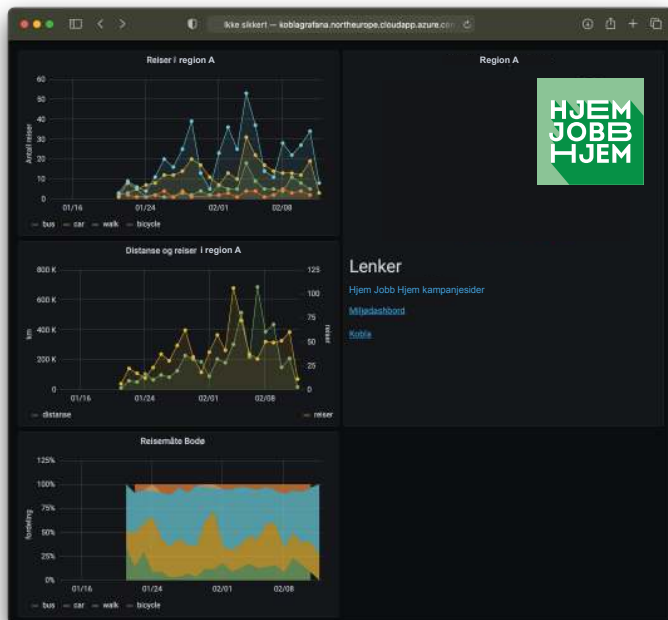 Ikke sikkert — koblagrafana.northeurope.cloudapp.azure.com
Reiser i region A
Antall reiser
60
50
40
30
20
10
0
01/16
01/24
02/01
02/08
bus
car
walk
bicycle
Region A
HJEM
JOBB
HJEM
Lenker
Hjem Jobb Hjem kampanjesider
Miljødashbord
Kobla
Distanse og reiser i region A
km
800 K
600 K
400 K
200 K
0
125
100
75
50
25
0
reiser
01/16
01/24
02/01
02/08
distanse
reiser
Reisemåte Bodø
fordeling
125%
100%
75%
50%
25%
0%
01/16
01/24
02/01
02/08
bus
car
walk
bicycle